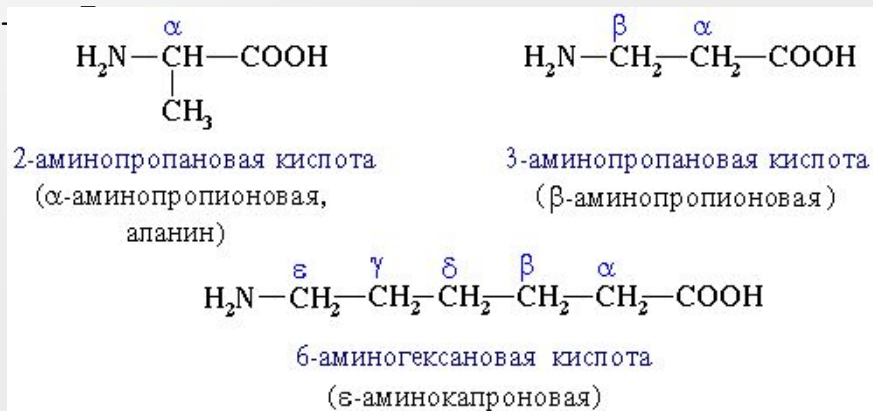 α
H₂N—CH—COOH
CH₃
2-аминопропановая кислота
(α-аминопропионовая,
аланин)
β α
H₂N—CH₂—CH₂—COOH
3-аминопропановая кислота
(β-аминопропионовая)
ε γ δ β α
H₂N—CH₂—CH₂—CH₂—CH₂—CH₂—COOH
6-аминогексановая кислота
(ε-аминокапроновая)